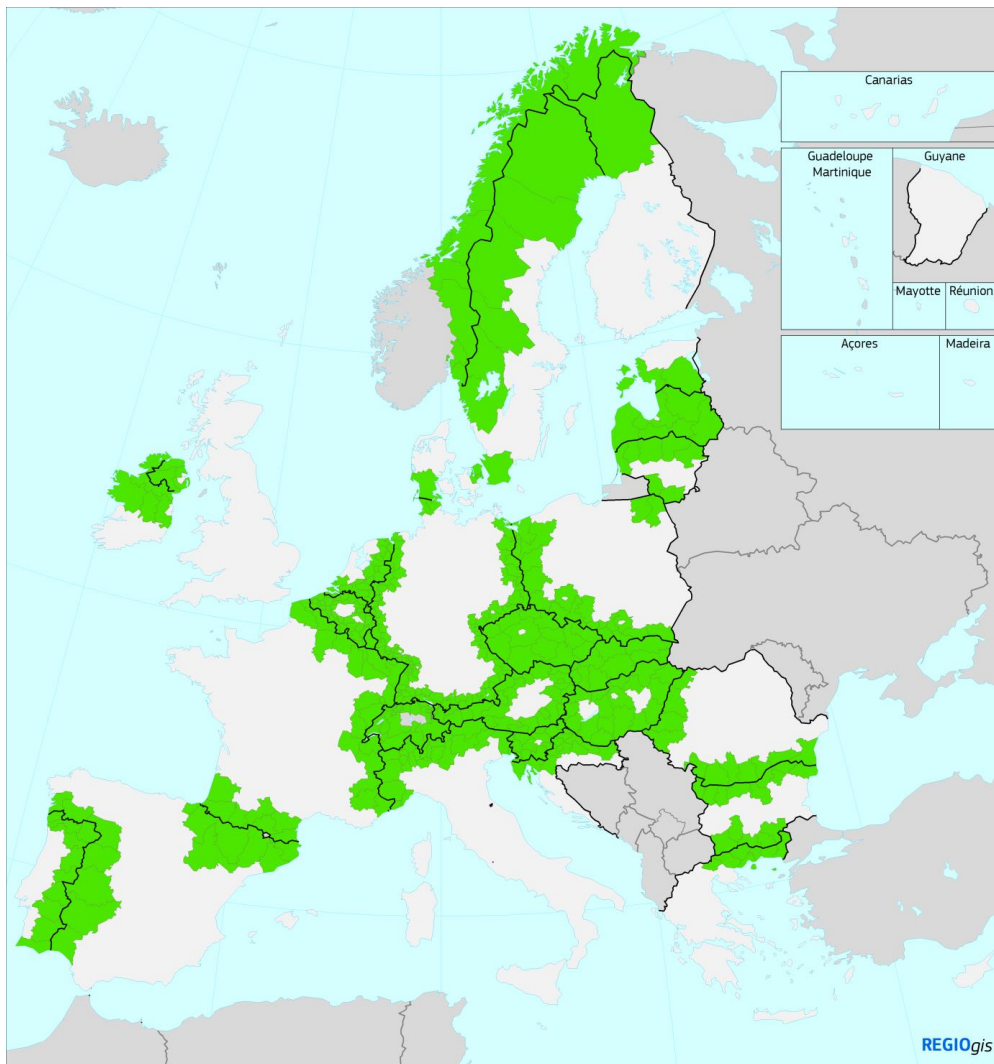 Canarias
Guadeloupe
Martinique
Guyane
Mayotte
Réunion
Açores
Madeira
REGIOgis